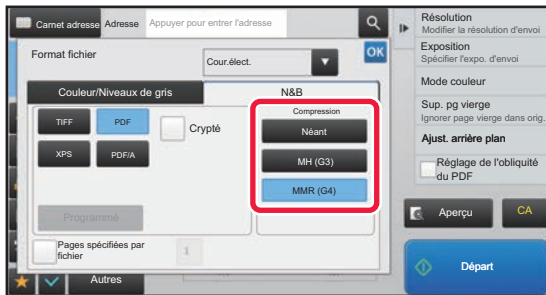 Carnet adresse
Adresse
Appuyer pour entrer l'adresse
Format fichier
Cour.élect.
OK
Couleur/Niveaux de gris
N&B
TIFF
PDF
Crypté
XPS
PDF/A
Programmé
Compression
Néant
MH (G3)
MMR (G4)
Pages spécifiées par
fichier
1
Autres
Résolution
Modifier la résolution d'envoi
Exposition
Spécifier l'expo. d'envoi
Mode couleur
Sup. pg vierge
Ignorer page vierge dans orig.
Ajust. arrière plan
Réglage de l'obliquité
du PDF
Aperçu
CA
Départ